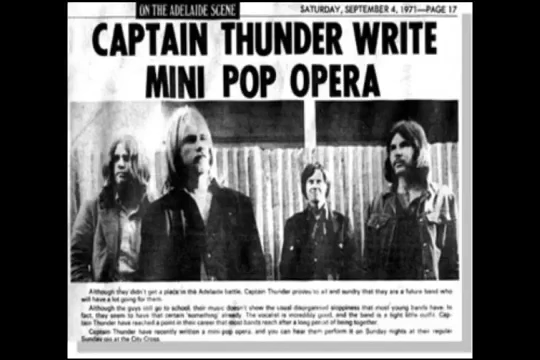 ON THE ADELAIDE SCENE
SATURDAY, SEPTEMBER 4, 1971—PAGE 17
CAPTAIN THUNDER WRITE
MINI POP OPERA
Although they didn't get a place in the Adelaide battle, Captain Thunder proves to all and sundry that they are a future band who
will have a lot going for them.
Although the guys still go to school, their music doesn't show the usual disorganised sloppiness that most young bands have. In
fact, they seem to have that certain 'something' already. The vocalist is incredibly good, and the band is a tight little outfit. Cap-
tain Thunder have reached a point in their career that most bands reach after a long period of being together.
Captain Thunder have recently written a mini-pop opera, and you can hear them perform it on Sunday nights at their regular
Sunday at the City Cross.